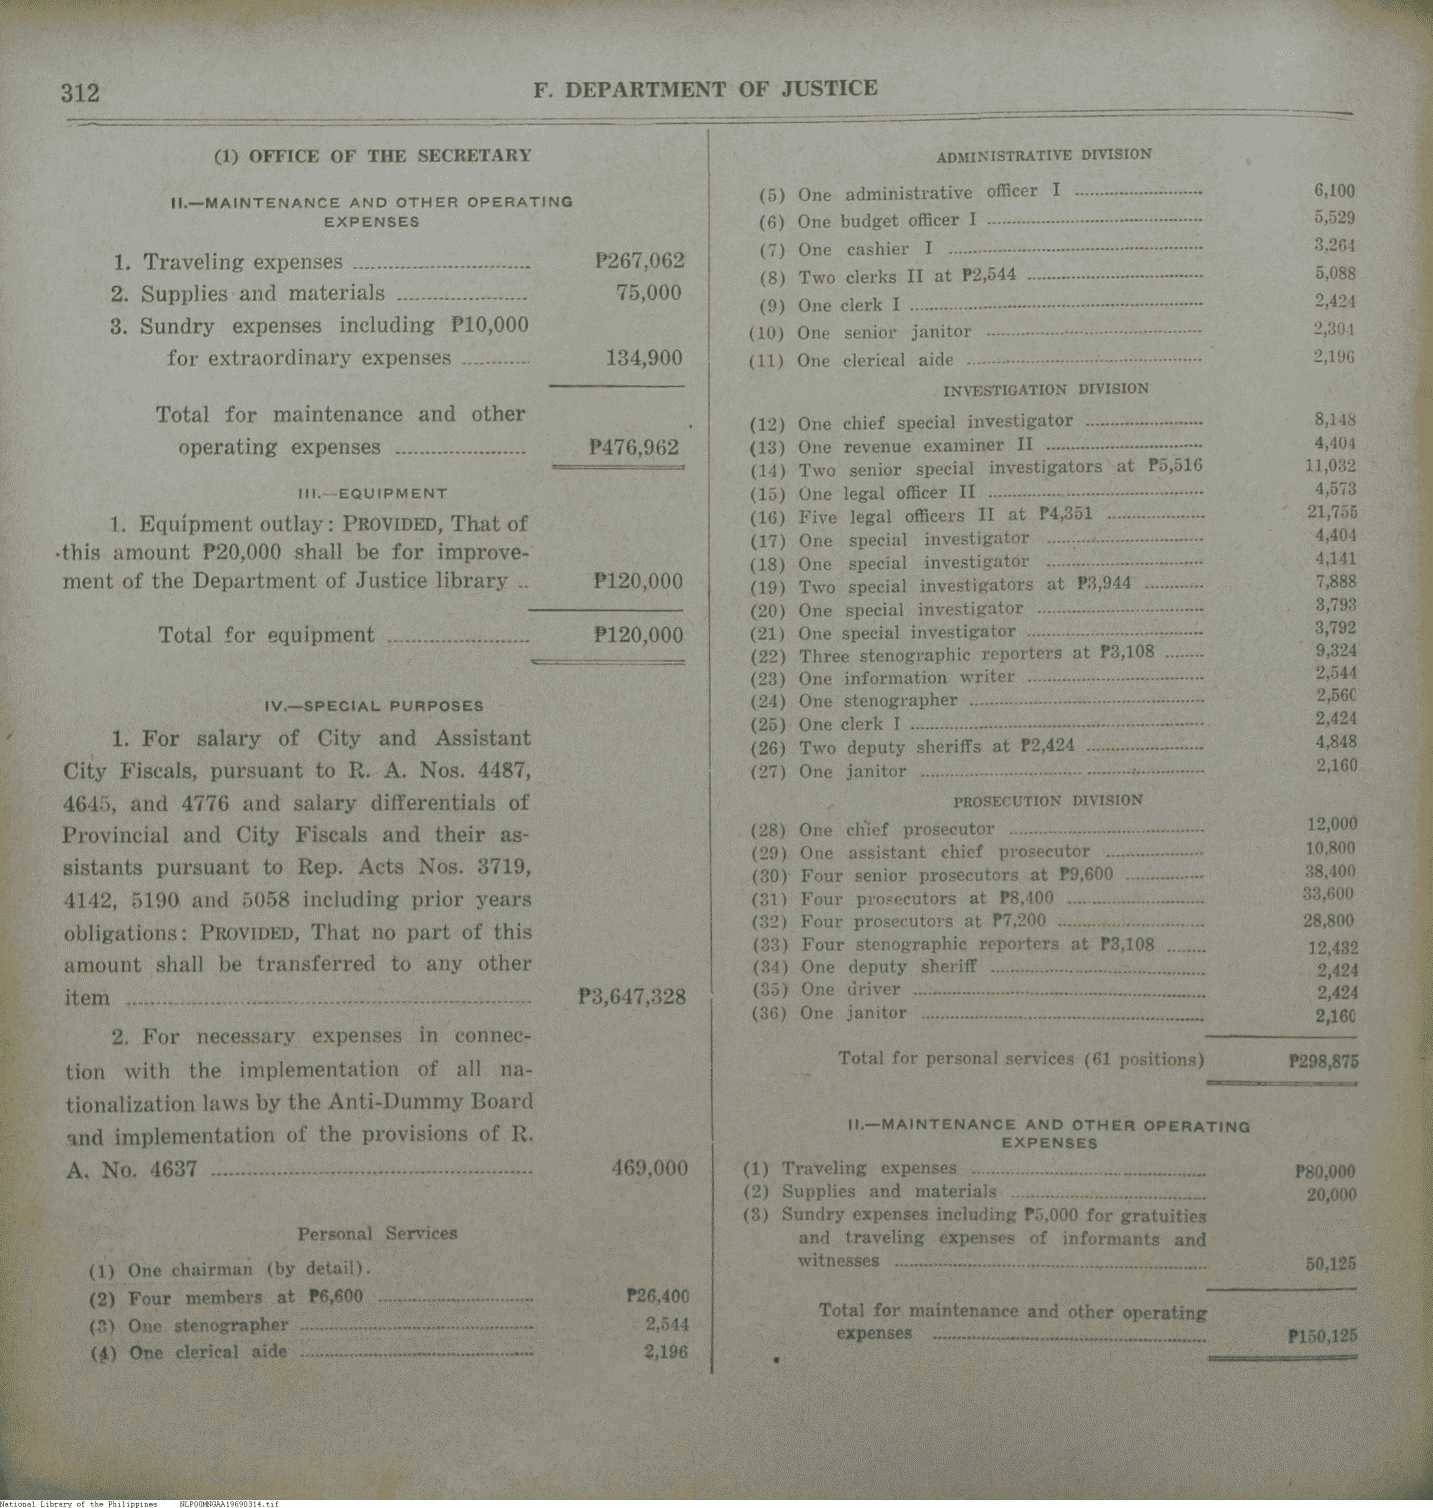 312
F. DEPARTMENT OF JUSTICE
(1) OFFICE OF THE SECRETARY
II.—MAINTENANCE AND OTHER OPERATING
EXPENSES
1. Traveling expenses ............................ ₱267,062
2. Supplies and materials ..................... 75,000
3. Sundry expenses including ₱10,000
for extraordinary expenses ........... 134,900
Total for maintenance and other
operating expenses ..................... ₱476,962
III.—EQUIPMENT
1. Equipment outlay: PROVIDED, That of
this amount ₱20,000 shall be for improve-
ment of the Department of Justice library .. ₱120,000
Total for equipment ....................... ₱120,000
IV.—SPECIAL PURPOSES
1. For salary of City and Assistant
City Fiscals, pursuant to R. A. Nos. 4487,
4645, and 4776 and salary differentials of
Provincial and City Fiscals and their as-
sistants pursuant to Rep. Acts Nos. 3719,
4142, 5190 and 5058 including prior years
obligations: PROVIDED, That no part of this
amount shall be transferred to any other
item .................................................... ₱3,647,328
2. For necessary expenses in connec-
tion with the implementation of all na-
tionalization laws by the Anti-Dummy Board
and implementation of the provisions of R.
A. No. 4637 .......................................... 469,000
Personal Services
(1) One chairman (by detail).
(2) Four members at ₱6,600 ......................... ₱26,400
(3) One stenographer ..................................... 2,544
(4) One clerical aide ..................................... 2,196
ADMINISTRATIVE DIVISION
(5) One administrative officer I ........................ 6,100
(6) One budget officer I ........................................ 5,529
(7) One cashier I ................................................ 3,264
(8) Two clerks II at ₱2,544 ................................. 5,088
(9) One clerk I ...................................................... 2,424
(10) One senior janitor ........................................ 2,304
(11) One clerical aide ............................................ 2,196
INVESTIGATION DIVISION
(12) One chief special investigator ...................... 8,148
(13) One revenue examiner II .............................. 4,404
(14) Two senior special investigators at ₱5,516 11,032
(15) One legal officer II ........................................ 4,573
(16) Five legal officers II at ₱4,351 .................. 21,755
(17) One special investigator .............................. 4,404
(18) One special investigator .............................. 4,141
(19) Two special investigators at ₱3,944 ........... 7,888
(20) One special investigator ................................ 3,793
(21) One special investigator ................................. 3,792
(22) Three stenographic reporters at ₱3,108 ........ 9,324
(23) One information writer ................................. 2,544
(24) One stenographer ........................................... 2,560
(25) One clerk I ...................................................... 2,424
(26) Two deputy sheriffs at ₱2,424 ...................... 4,848
(27) One janitor ..................................................... 2,160
PROSECUTION DIVISION
(28) One chief prosecutor ..................................... 12,000
(29) One assistant chief prosecutor ................... 10,800
(30) Four senior prosecutors at ₱9,600 ............... 38,400
(31) Four prosecutors at ₱8,400 .......................... 33,600
(32) Four prosecutors at ₱7,200 ........................... 28,800
(33) Four stenographic reporters at ₱3,108 ........ 12,432
(34) One deputy sheriff ......................................... 2,424
(35) One driver ....................................................... 2,424
(36) One janitor ..................................................... 2,160
Total for personal services (61 positions) ₱298,875
II.—MAINTENANCE AND OTHER OPERATING
EXPENSES
(1) Traveling expenses ............................................ ₱80,000
(2) Supplies and materials ..................................... 20,000
(3) Sundry expenses including ₱5,000 for gratuities
and traveling expenses of informants and
witnesses ............................................................ 50,125
Total for maintenance and other operating
expenses .................................................... ₱150,125
National Library of the Philippines NLP00MNGAA19690314.tif